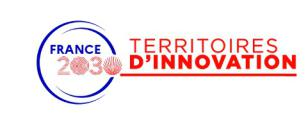 FRANCE
2030
TERRITOIRES
D'INNOVATION